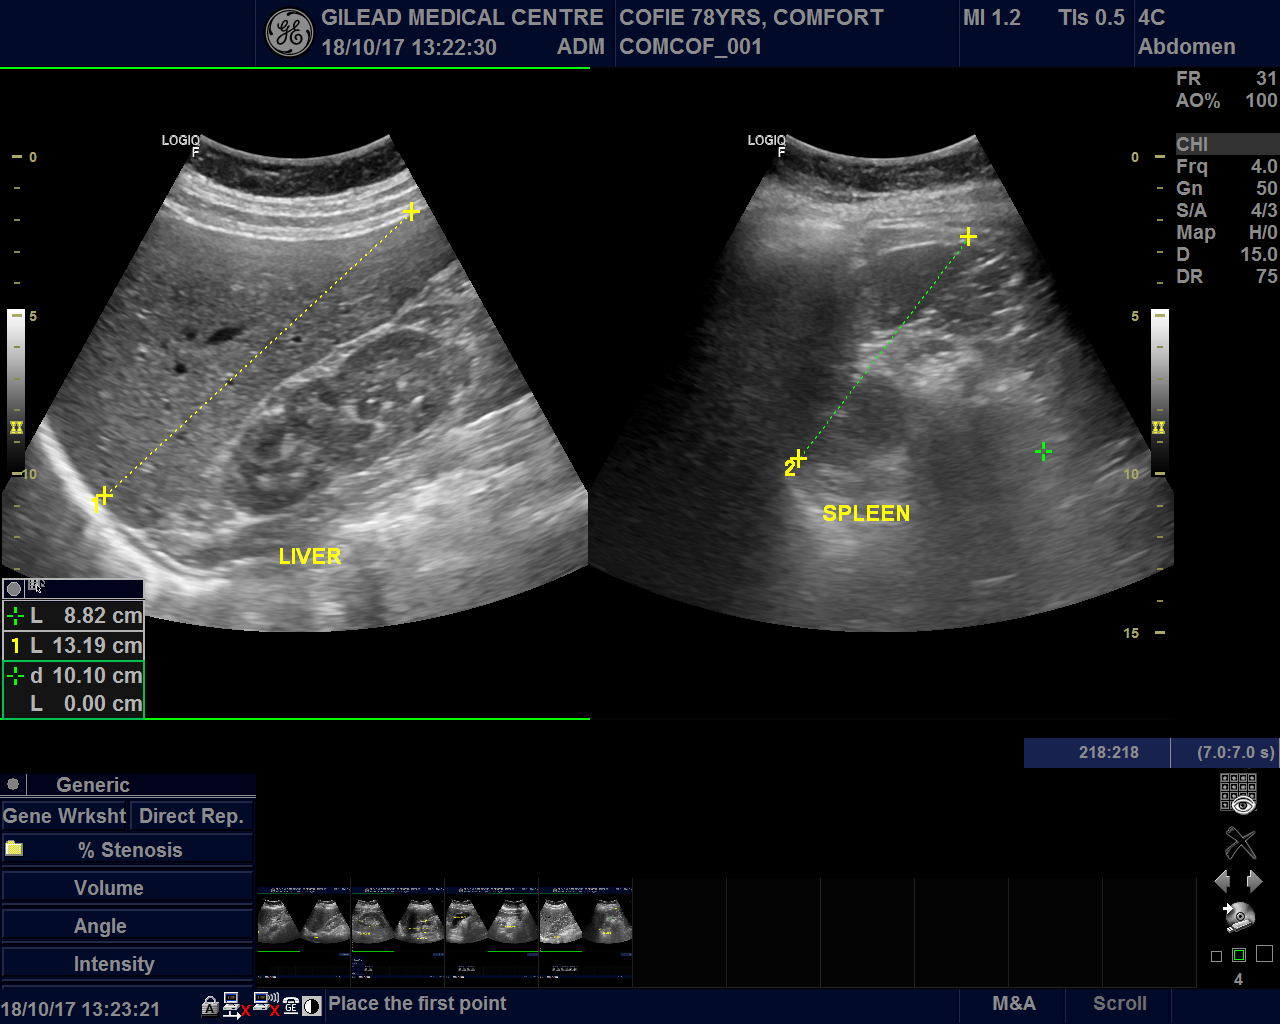 GILEAD MEDICAL CENTRE
18/10/17 13:22:30 ADM
COFIE 78YRS, COMFORT
COMCOF_001
MI 1.2 TIs 0.5
4C
Abdomen
FR 31
AO% 100
CHI
Frq 4.0
Gn 50
S/A 4/3
Map H/0
D 15.0
DR 75
LOGIQ
F
0
5
10
1
LIVER
LOGIQ
F
0
5
10
15
2
SPLEEN
L 8.82 cm
1 L 13.19 cm
d 10.10 cm
L 0.00 cm
218:218 (7.0:7.0 s)
Generic
Gene Wrksht Direct Rep.
% Stenosis
Volume
Angle
Intensity
4
18/10/17 13:23:21
Place the first point
M&A Scroll